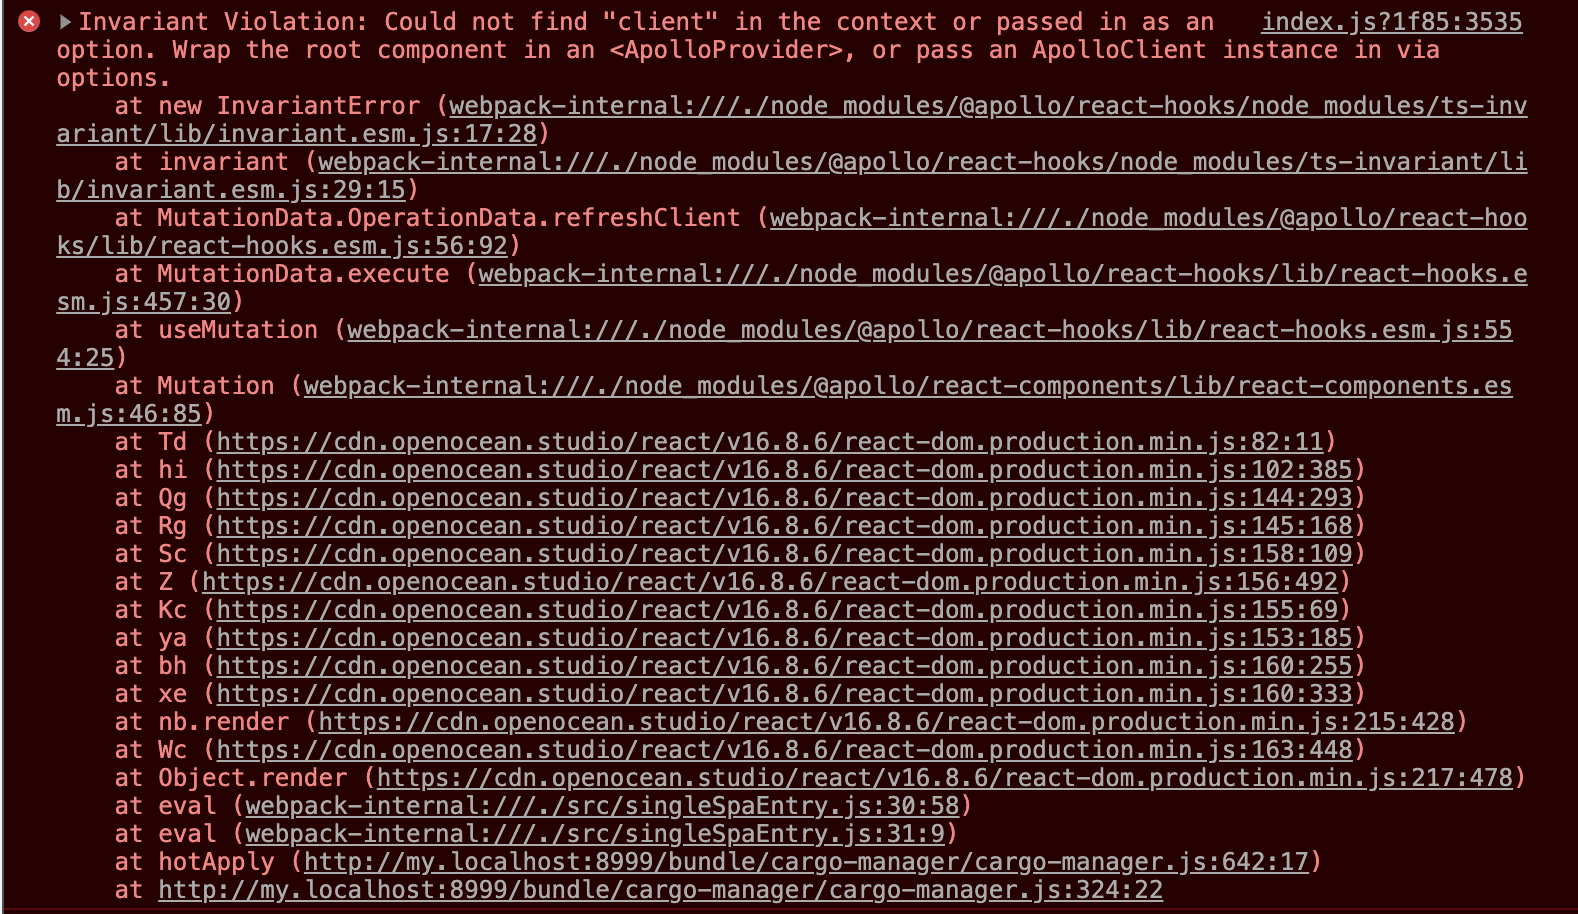 Invariant Violation: Could not find "client" in the context or passed in as an index.js?1f85:3535
option. Wrap the root component in an <ApolloProvider>, or pass an ApolloClient instance in via
options.
at new InvariantError (webpack-internal:///./node_modules/@apollo/react-hooks/node_modules/ts-inv
ariant/lib/invariant.esm.js:17:28)
at invariant (webpack-internal:///./node_modules/@apollo/react-hooks/node_modules/ts-invariant/li
b/invariant.esm.js:29:15)
at MutationData.OperationData.refreshClient (webpack-internal:///./node_modules/@apollo/react-hoo
ks/lib/react-hooks.esm.js:56:92)
at MutationData.execute (webpack-internal:///./node_modules/@apollo/react-hooks/lib/react-hooks.e
sm.js:457:30)
at useMutation (webpack-internal:///./node_modules/@apollo/react-hooks/lib/react-hooks.esm.js:55
4:25)
at Mutation (webpack-internal:///./node_modules/@apollo/react-components/lib/react-components.es
m.js:46:85)
at Td (https://cdn.openocean.studio/react/v16.8.6/react-dom.production.min.js:82:11)
at hi (https://cdn.openocean.studio/react/v16.8.6/react-dom.production.min.js:102:385)
at Qg (https://cdn.openocean.studio/react/v16.8.6/react-dom.production.min.js:144:293)
at Rg (https://cdn.openocean.studio/react/v16.8.6/react-dom.production.min.js:145:168)
at Sc (https://cdn.openocean.studio/react/v16.8.6/react-dom.production.min.js:158:109)
at Z (https://cdn.openocean.studio/react/v16.8.6/react-dom.production.min.js:156:492)
at Kc (https://cdn.openocean.studio/react/v16.8.6/react-dom.production.min.js:155:69)
at ya (https://cdn.openocean.studio/react/v16.8.6/react-dom.production.min.js:153:185)
at bh (https://cdn.openocean.studio/react/v16.8.6/react-dom.production.min.js:160:255)
at xe (https://cdn.openocean.studio/react/v16.8.6/react-dom.production.min.js:160:333)
at nb.render (https://cdn.openocean.studio/react/v16.8.6/react-dom.production.min.js:215:428)
at Wc (https://cdn.openocean.studio/react/v16.8.6/react-dom.production.min.js:163:448)
at Object.render (https://cdn.openocean.studio/react/v16.8.6/react-dom.production.min.js:217:478)
at eval (webpack-internal:///./src/singleSpaEntry.js:30:58)
at eval (webpack-internal:///./src/singleSpaEntry.js:31:9)
at hotApply (http://my.localhost:8999/bundle/cargo-manager/cargo-manager.js:642:17)
at http://my.localhost:8999/bundle/cargo-manager/cargo-manager.js:324:22